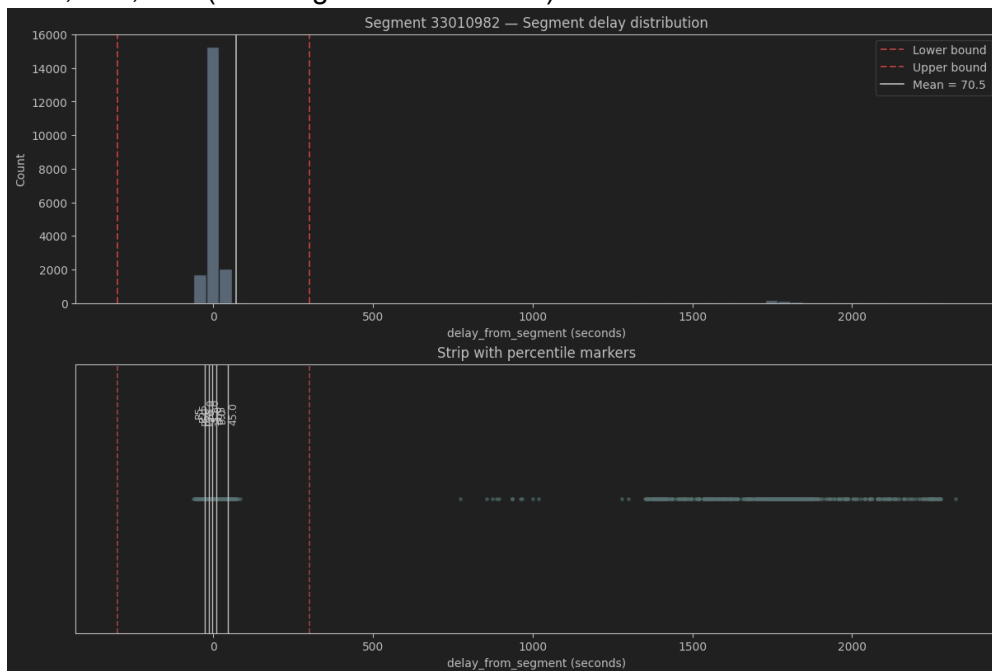 Segment 33010982 — Segment delay distribution
16000
14000
12000
10000
8000
6000
4000
2000
0
Count
Lower bound
Upper bound
Mean = 70.5
0 500 1000 1500 2000
delay_from_segment (seconds)
Strip with percentile markers
45.0
0 500 1000 1500 2000
delay_from_segment (seconds)